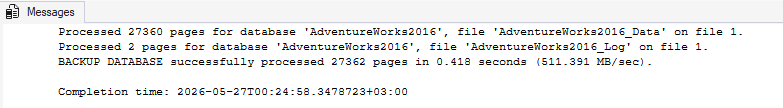 Messages
Processed 27360 pages for database 'AdventureWorks2016', file 'AdventureWorks2016_Data' on file 1.
Processed 2 pages for database 'AdventureWorks2016', file 'AdventureWorks2016_Log' on file 1.
BACKUP DATABASE successfully processed 27362 pages in 0.418 seconds (511.391 MB/sec).
Completion time: 2026-05-27T00:24:58.3478723+03:00